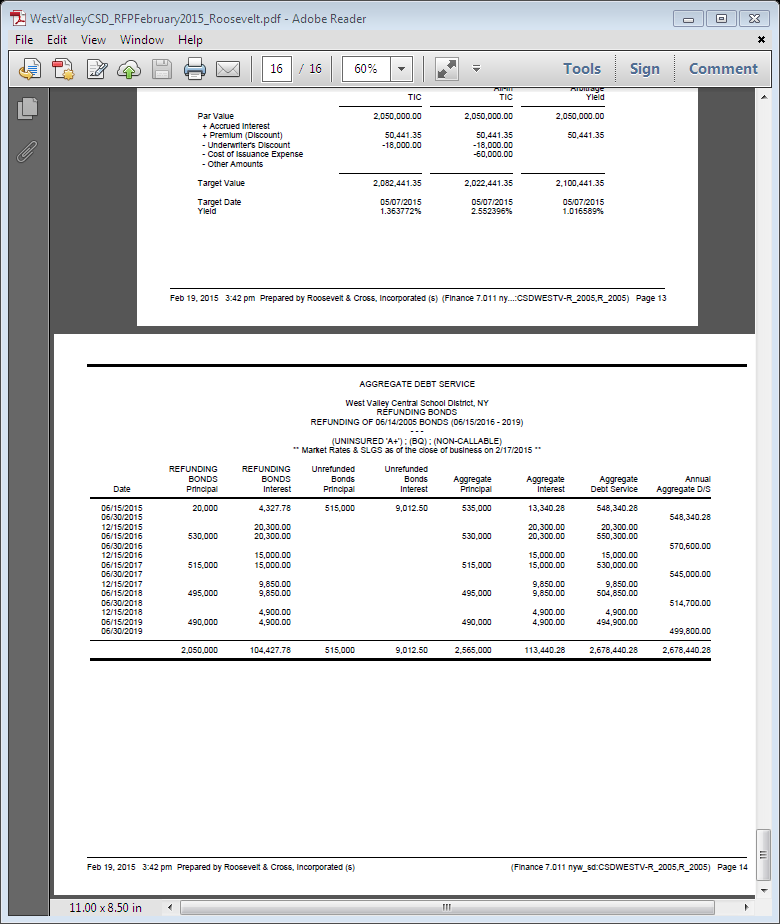 WestValleyCSD_RFPFebruary2015_Roosevelt.pdf - Adobe Reader
File Edit View Window Help
16 / 16 60% Tools Sign Comment
All-In Arbitrage
TIC TIC Yield
Par Value 2,050,000.00 2,050,000.00 2,050,000.00
+ Accrued Interest
+ Premium (Discount) 50,441.35 50,441.35 50,441.35
- Underwriter's Discount -18,000.00 -18,000.00
- Cost of Issuance Expense -60,000.00
- Other Amounts
Target Value 2,082,441.35 2,022,441.35 2,100,441.35
Target Date 05/07/2015 05/07/2015 05/07/2015
Yield 1.363772% 2.552396% 1.016589%
Feb 19, 2015 3:42 pm Prepared by Roosevelt & Cross, Incorporated (s) (Finance 7.011 ny...:CSDWESTV-R_2005,R_2005) Page 13
AGGREGATE DEBT SERVICE
West Valley Central School District, NY
REFUNDING BONDS
REFUNDING OF 06/14/2005 BONDS (06/15/2016 - 2019)
- - -
(UNINSURED 'A+') ; (BQ) ; (NON-CALLABLE)
** Market Rates & SLGS as of the close of business on 2/17/2015 **
REFUNDING REFUNDING Unrefunded Unrefunded
BONDS BONDS Bonds Bonds Aggregate Aggregate Aggregate Annual
Date Principal Interest Principal Interest Principal Interest Debt Service Aggregate D/S
06/15/2015 20,000 4,327.78 515,000 9,012.50 535,000 13,340.28 548,340.28
06/30/2015 548,340.28
12/15/2015 20,300.00 20,300.00 20,300.00
06/15/2016 530,000 20,300.00 530,000 20,300.00 550,300.00
06/30/2016 570,600.00
12/15/2016 15,000.00 15,000.00 15,000.00
06/15/2017 515,000 15,000.00 515,000 15,000.00 530,000.00
06/30/2017 545,000.00
12/15/2017 9,850.00 9,850.00 9,850.00
06/15/2018 495,000 9,850.00 495,000 9,850.00 504,850.00
06/30/2018 514,700.00
12/15/2018 4,900.00 4,900.00 4,900.00
06/15/2019 490,000 4,900.00 490,000 4,900.00 494,900.00
06/30/2019 499,800.00
2,050,000 104,427.78 515,000 9,012.50 2,565,000 113,440.28 2,678,440.28 2,678,440.28
Feb 19, 2015 3:42 pm Prepared by Roosevelt & Cross, Incorporated (s) (Finance 7.011 nyw_sd:CSDWESTV-R_2005,R_2005) Page 14
11.00 x 8.50 in